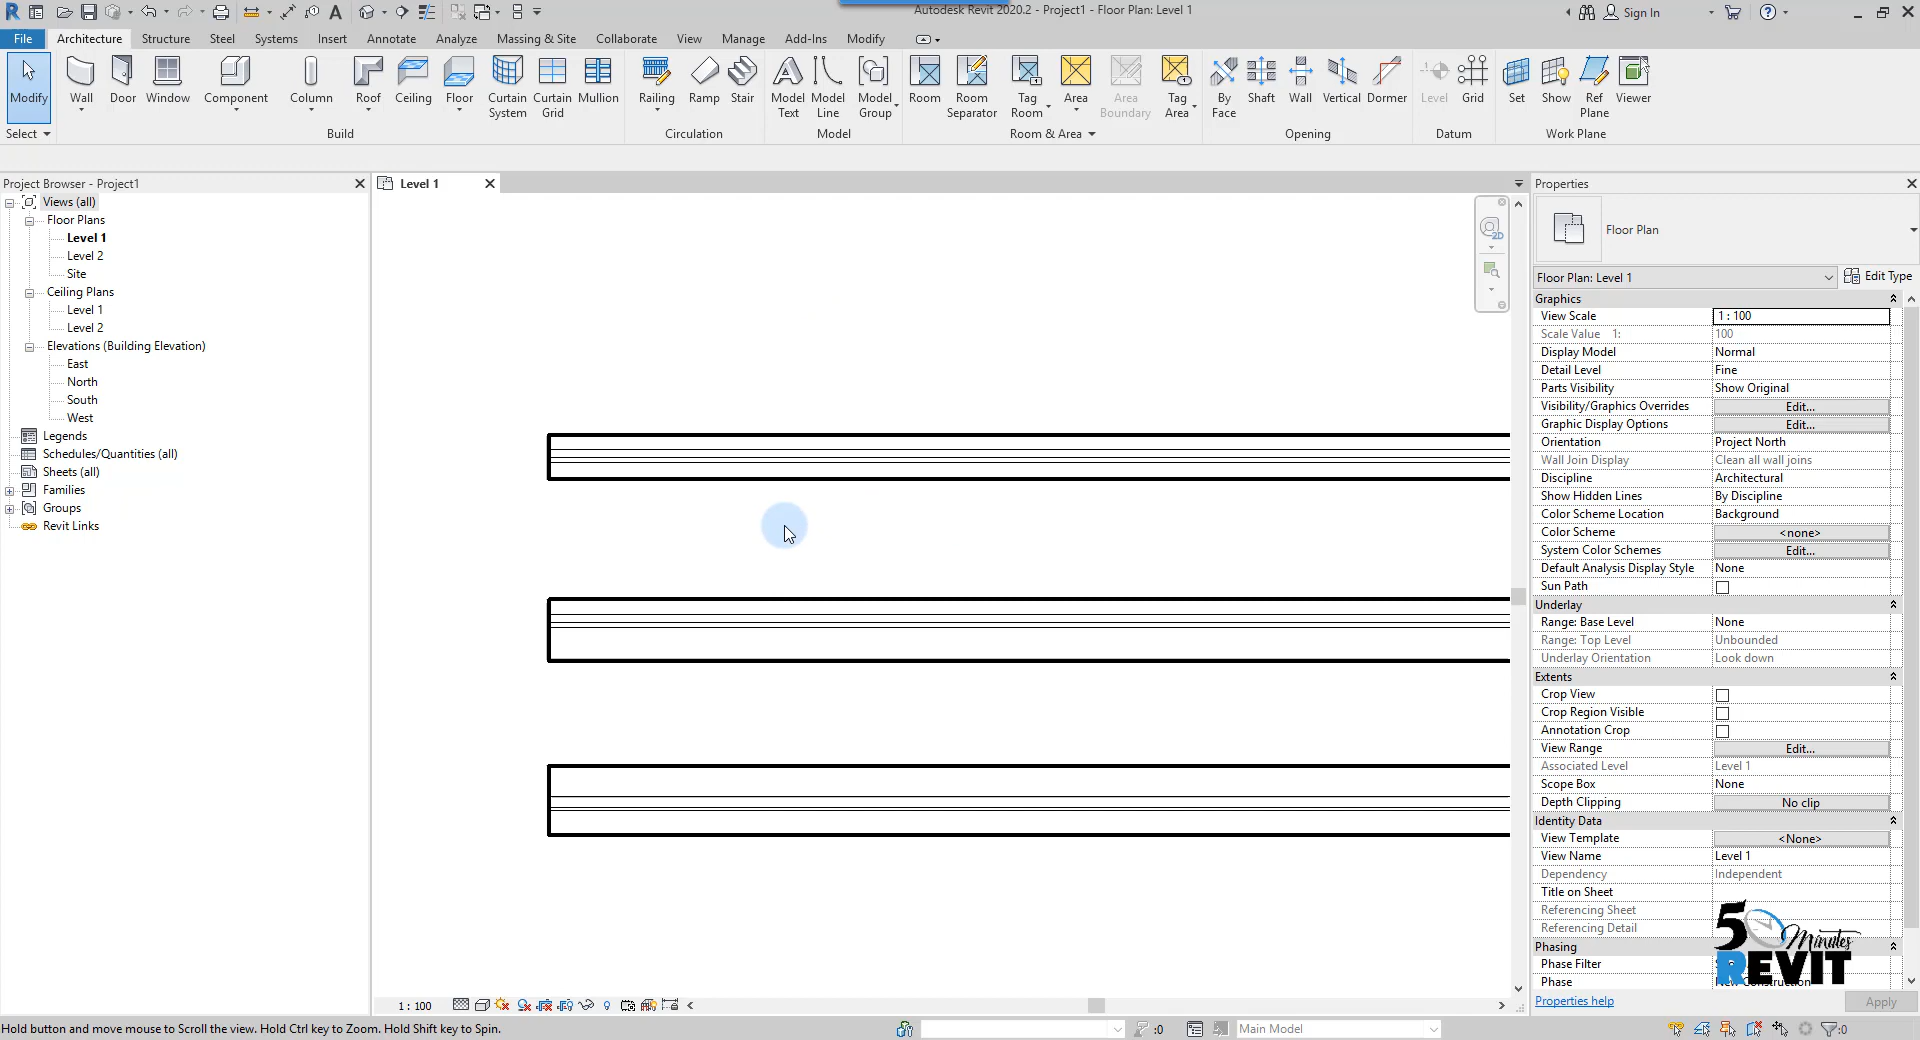 Autodesk Revit 2020.2 - Project1 - Floor Plan: Level 1
Sign In
File Architecture Structure Steel Systems Insert Annotate Analyze Massing & Site Collaborate View Manage Add-Ins Modify
Modify Wall Door Window Component Column Roof Ceiling Floor Curtain System Curtain Grid Mullion Railing Ramp Stair Model Text Model Line Model Group Room Room Separator Tag Room Area Area Boundary Tag Area By Face Shaft Wall Vertical Dormer Level Grid Set Show Ref Plane Viewer
Select Build Circulation Model Room & Area Opening Datum Work Plane
Project Browser - Project1
Views (all)
Floor Plans
Level 1
Level 2
Site
Ceiling Plans
Level 1
Level 2
Elevations (Building Elevation)
East
North
South
West
Legends
Schedules/Quantities (all)
Sheets (all)
Families
Groups
Revit Links
Level 1
2D
1 : 100
Properties
Floor Plan
Floor Plan: Level 1 Edit Type
Graphics
View Scale 1 : 100
Scale Value 1: 100
Display Model Normal
Detail Level Fine
Parts Visibility Show Original
Visibility/Graphics Overrides Edit...
Graphic Display Options Edit...
Orientation Project North
Wall Join Display Clean all wall joins
Discipline Architectural
Show Hidden Lines By Discipline
Color Scheme Location Background
Color Scheme <none>
System Color Schemes Edit...
Default Analysis Display Style None
Sun Path
Underlay
Range: Base Level None
Range: Top Level Unbounded
Underlay Orientation Look down
Extents
Crop View
Crop Region Visible
Annotation Crop
View Range Edit...
Associated Level Level 1
Scope Box None
Depth Clipping No clip
Identity Data
View Template <None>
View Name Level 1
Dependency Independent
Title on Sheet
Referencing Sheet
Referencing Detail
Phasing
Phase Filter
Phase New Construction
50 Minutes
REVIT
Properties help Apply
Hold button and move mouse to Scroll the view. Hold Ctrl key to Zoom. Hold Shift key to Spin.
:0
Main Model
:0